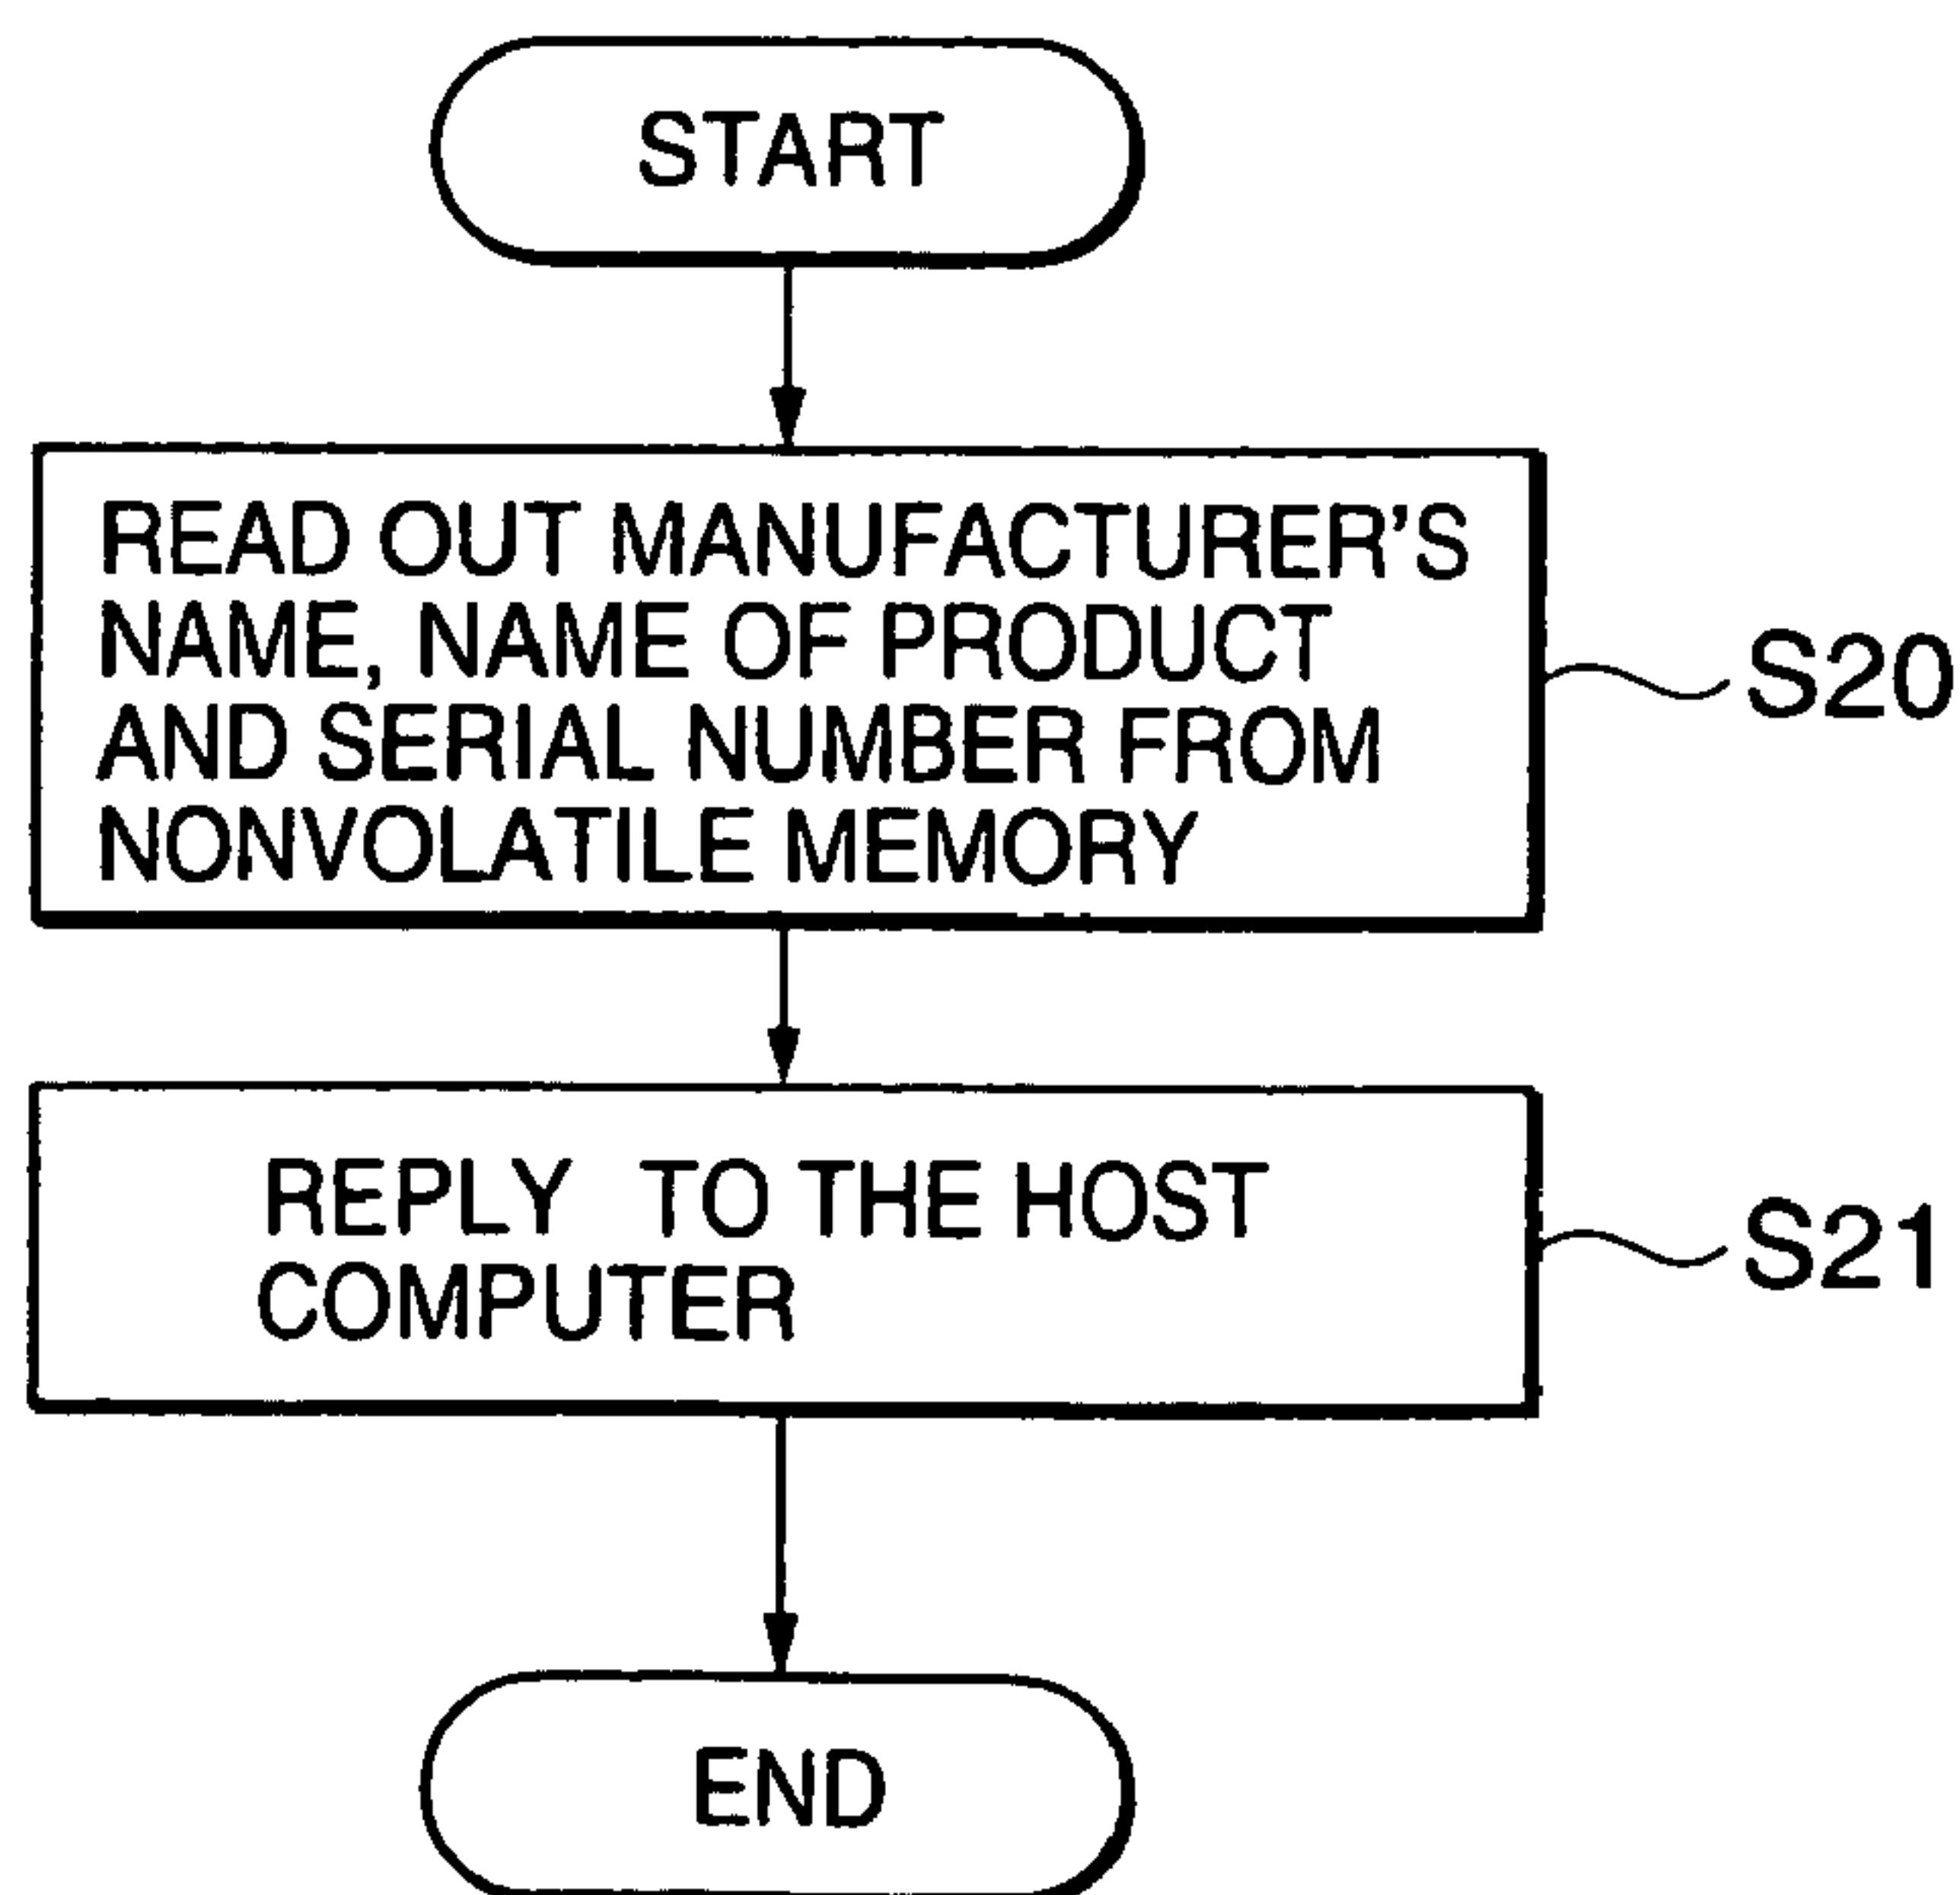 START
READ OUT MANUFACTURER'S
NAME, NAME OF PRODUCT
AND SERIAL NUMBER FROM
NONVOLATILE MEMORY
S20
REPLY TO THE HOST
COMPUTER
S21
END